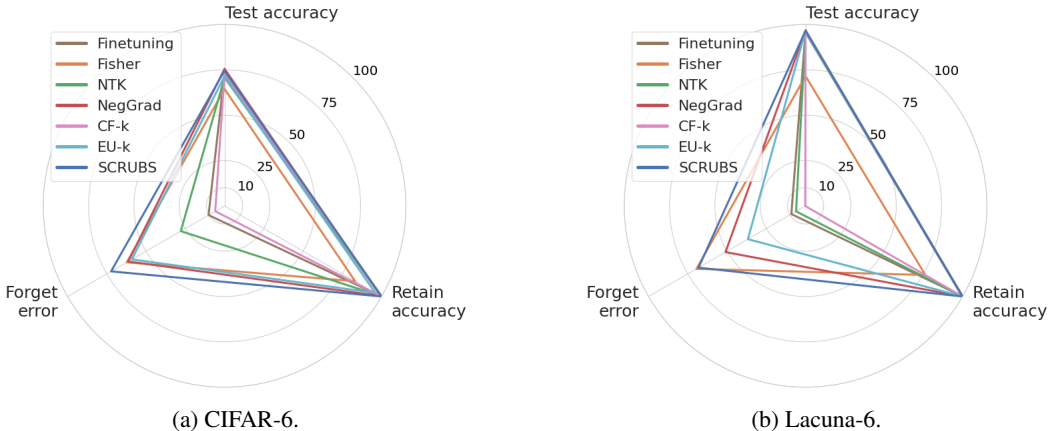 Test accuracy
Finetuning
Fisher
NTK
NegGrad
CF-k
EU-k
SCRUBS
100
75
50
25
10
Forget
error
Retain
accuracy
(a) CIFAR-6.
Test accuracy
Finetuning
Fisher
NTK
NegGrad
CF-k
EU-k
SCRUBS
100
75
50
25
10
Forget
error
Retain
accuracy
(b) Lacuna-6.